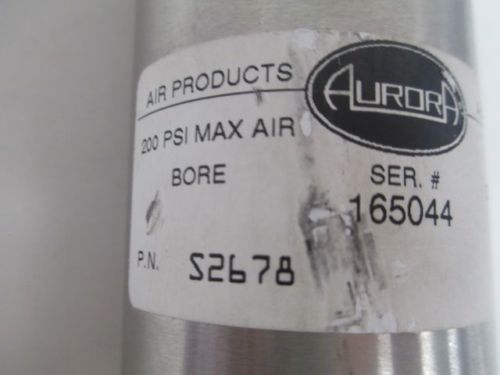 AIR PRODUCTS
AURORA
200 PSI MAX AIR
BORE
SER. #
165044
P.N. S2678